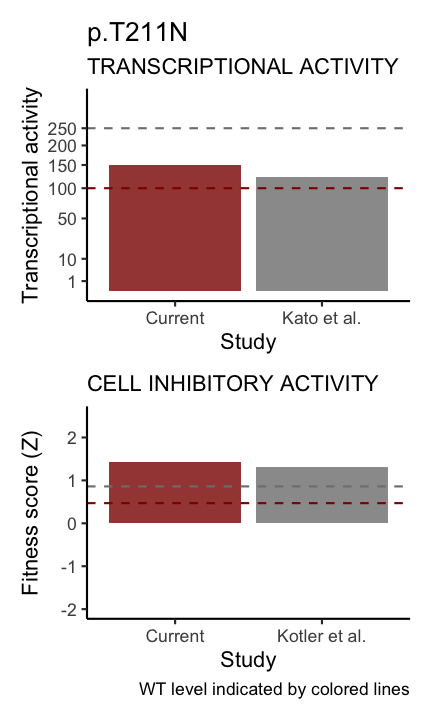 p.T211N
TRANSCRIPTIONAL ACTIVITY
Transcriptional activity
250
200
150
100
50
10
1
Current
Kato et al.
Study
CELL INHIBITORY ACTIVITY
Fitness score (Z)
2
1
0
-1
-2
Current
Kotler et al.
Study
WT level indicated by colored lines